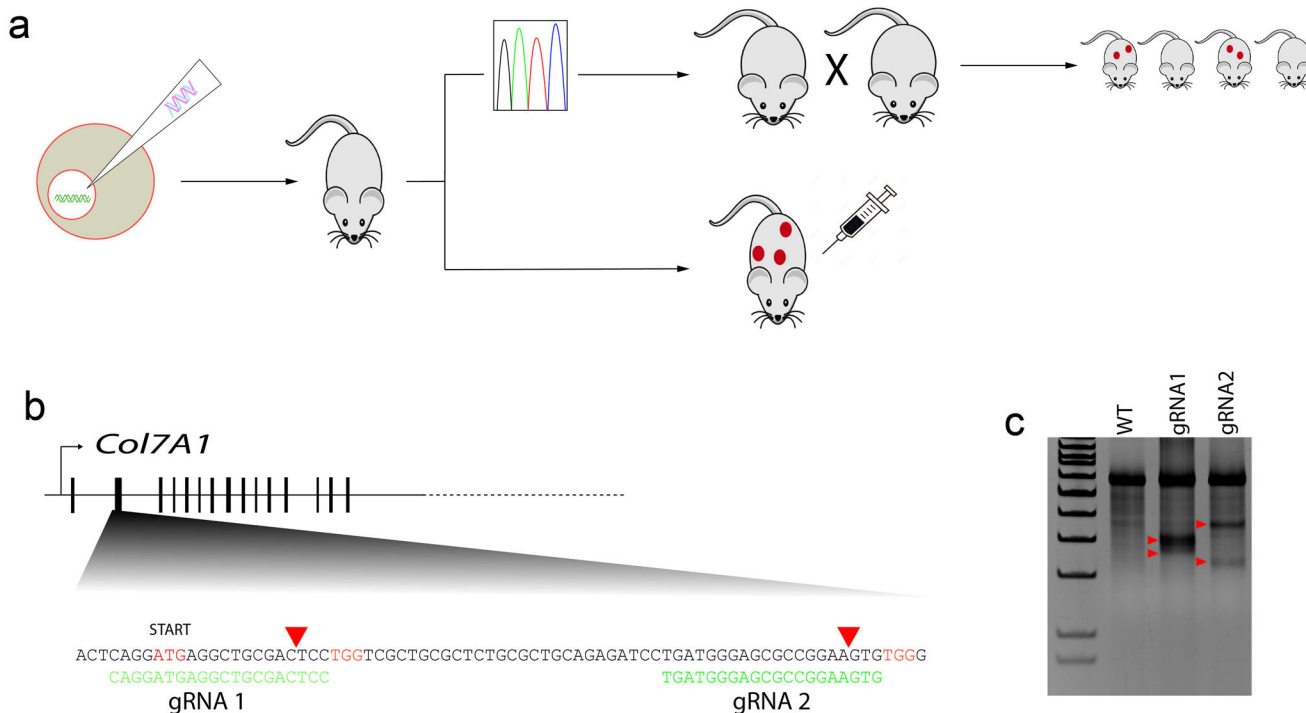 a
X
b
Col7A1
START
ACTCAGGATGAGGCTGCGACTCCTGGTCGCTGCGCTCTGCGCTGCAGAGATCCTGATGGGAGCGCCGGAAGTGTGGG
CAGGATGAGGCTGCGACTCC
TGATGGGAGCGCCGGAAGTG
gRNA 1
gRNA 2
c
WT
gRNA1
gRNA2